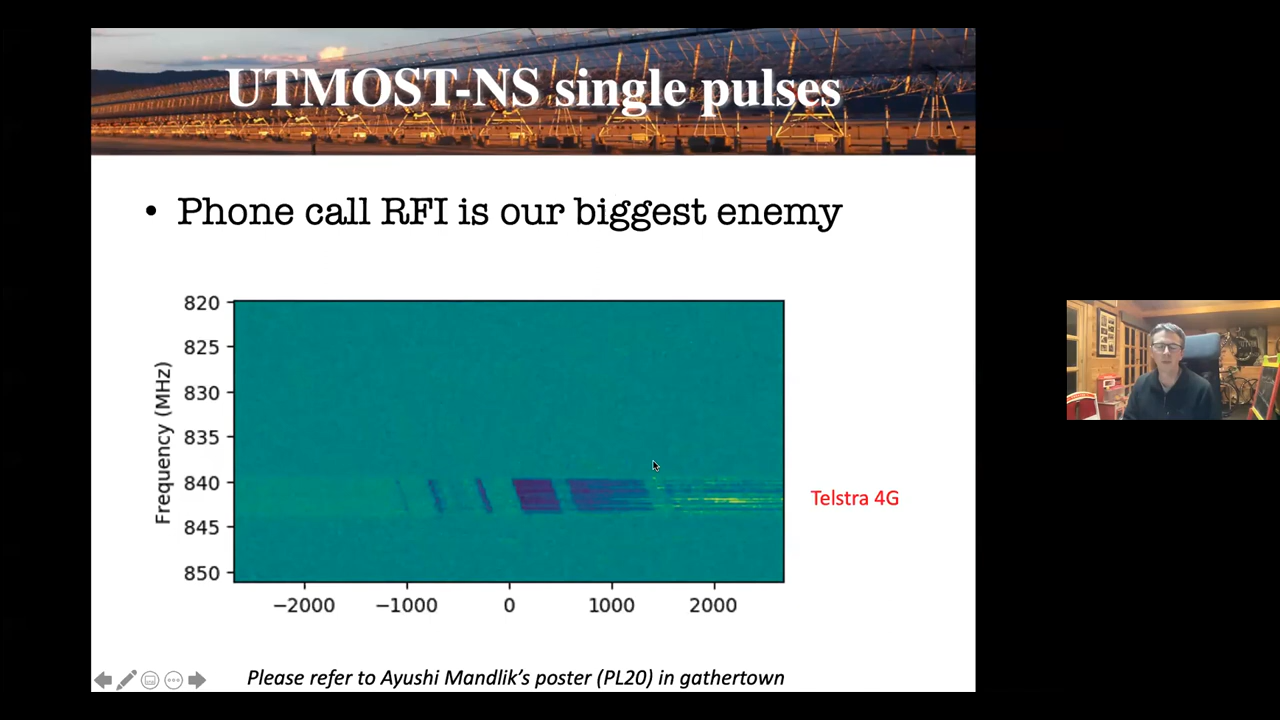 UTMOST-NS single pulses
• Phone call RFI is our biggest enemy
820
825
830
835
840
845
850
Frequency (MHz)
−2000
−1000
0
1000
2000
Telstra 4G
Please refer to Ayushi Mandlik's poster (PL20) in gathertown